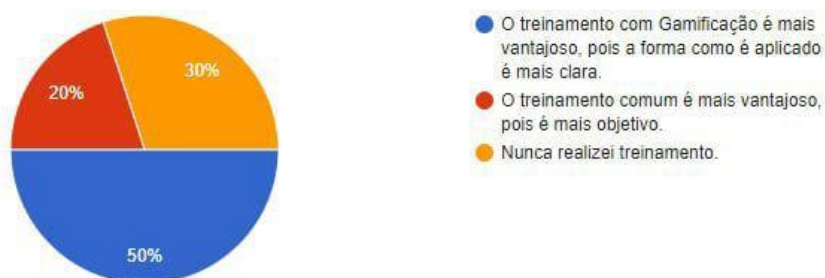 30%
20%
50%
O treinamento com Gamificação é mais
vantajoso, pois a forma como é aplicado
é mais clara.
O treinamento comum é mais vantajoso,
pois é mais objetivo.
Nunca realizei treinamento.